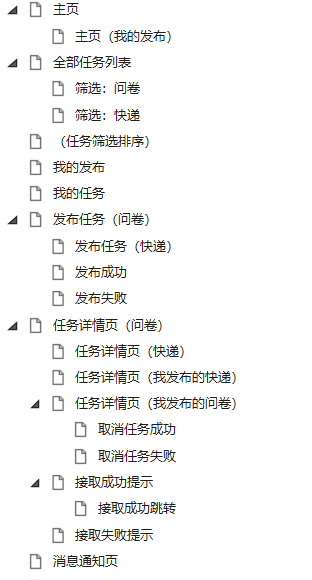 主页
主页（我的发布）
全部任务列表
筛选：问卷
筛选：快递
（任务筛选排序）
我的发布
我的任务
发布任务（问卷）
发布任务（快递）
发布成功
发布失败
任务详情页（问卷）
任务详情页（快递）
任务详情页（我发布的快递）
任务详情页（我发布的问卷）
取消任务成功
取消任务失败
接取成功提示
接取成功跳转
接取失败提示
消息通知页